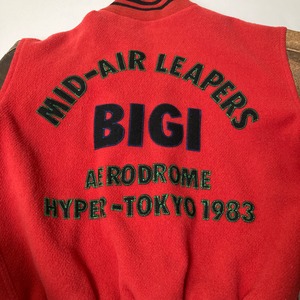 MID-AIR LEAPERS
BIGI
AERODROME
HYPER-TOKYO 1983